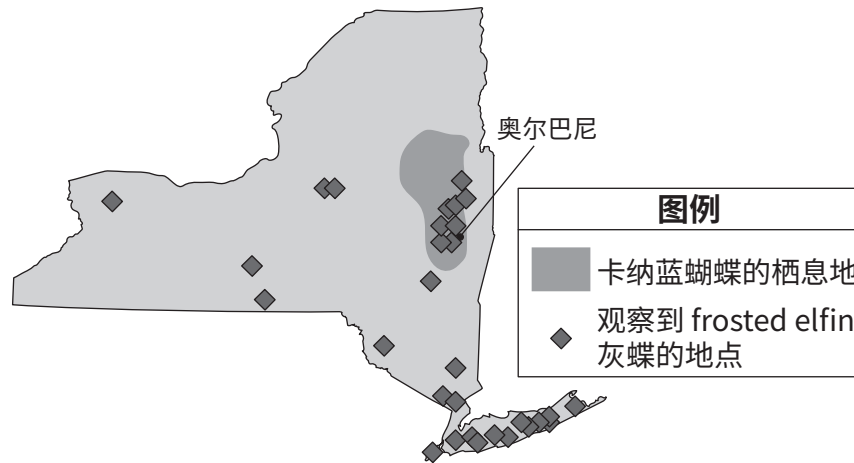 奥尔巴尼
图例
卡纳蓝蝴蝶的栖息地
观察到 frosted elfin
灰蝶的地点